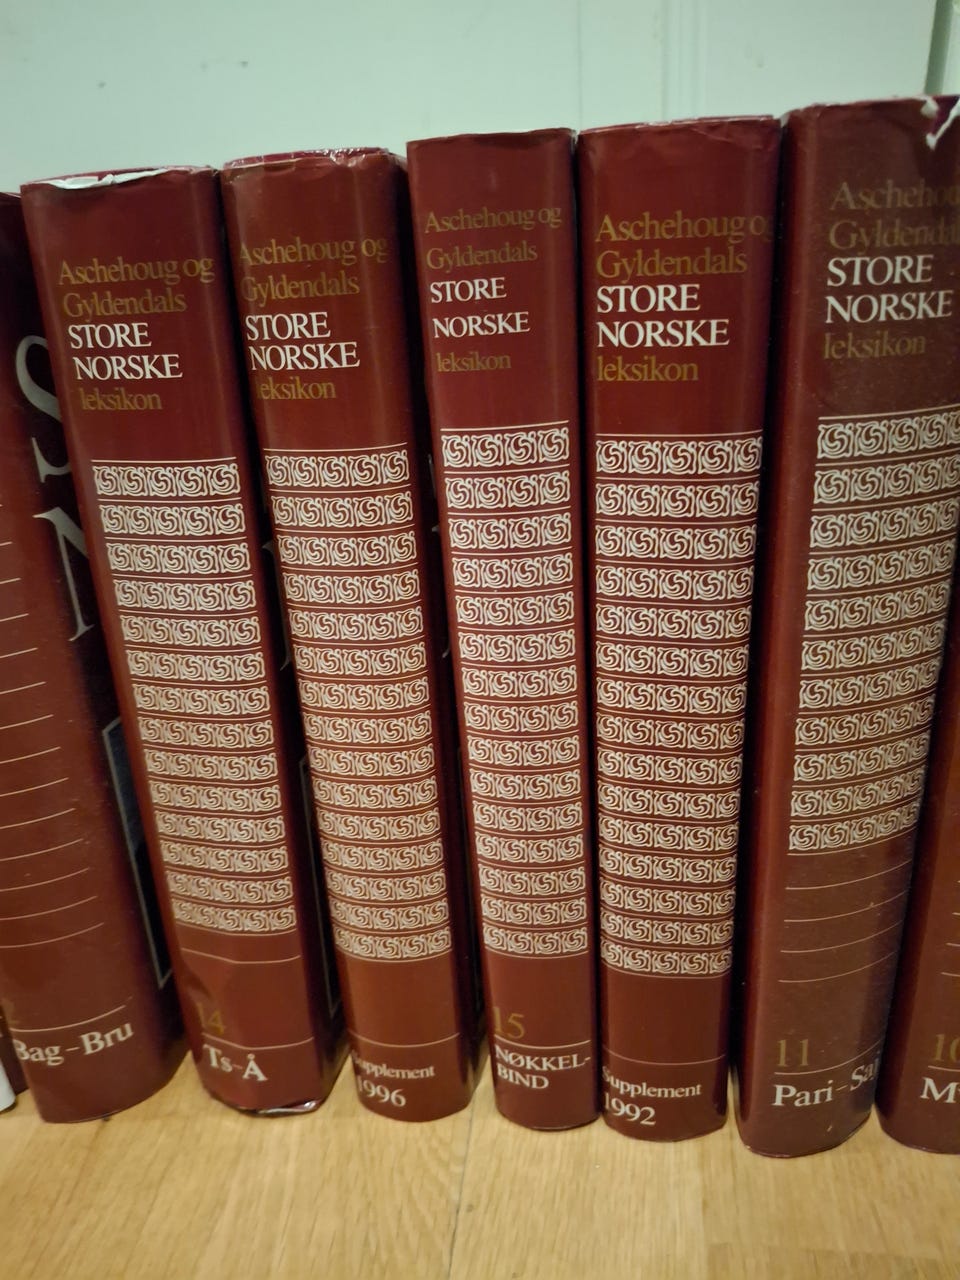 Bag - Bru
Aschehoug og
Gyldendals
STORE
NORSKE
leksikon
14
Ts - Å
Aschehoug og
Gyldendals
STORE
NORSKE
leksikon
Supplement
1996
Aschehoug og
Gyldendals
STORE
NORSKE
leksikon
15
NØKKEL-
BIND
Aschehoug og
Gyldendals
STORE
NORSKE
leksikon
Supplement
1992
STORE
NORSKE
leksikon
11
Pari -
10